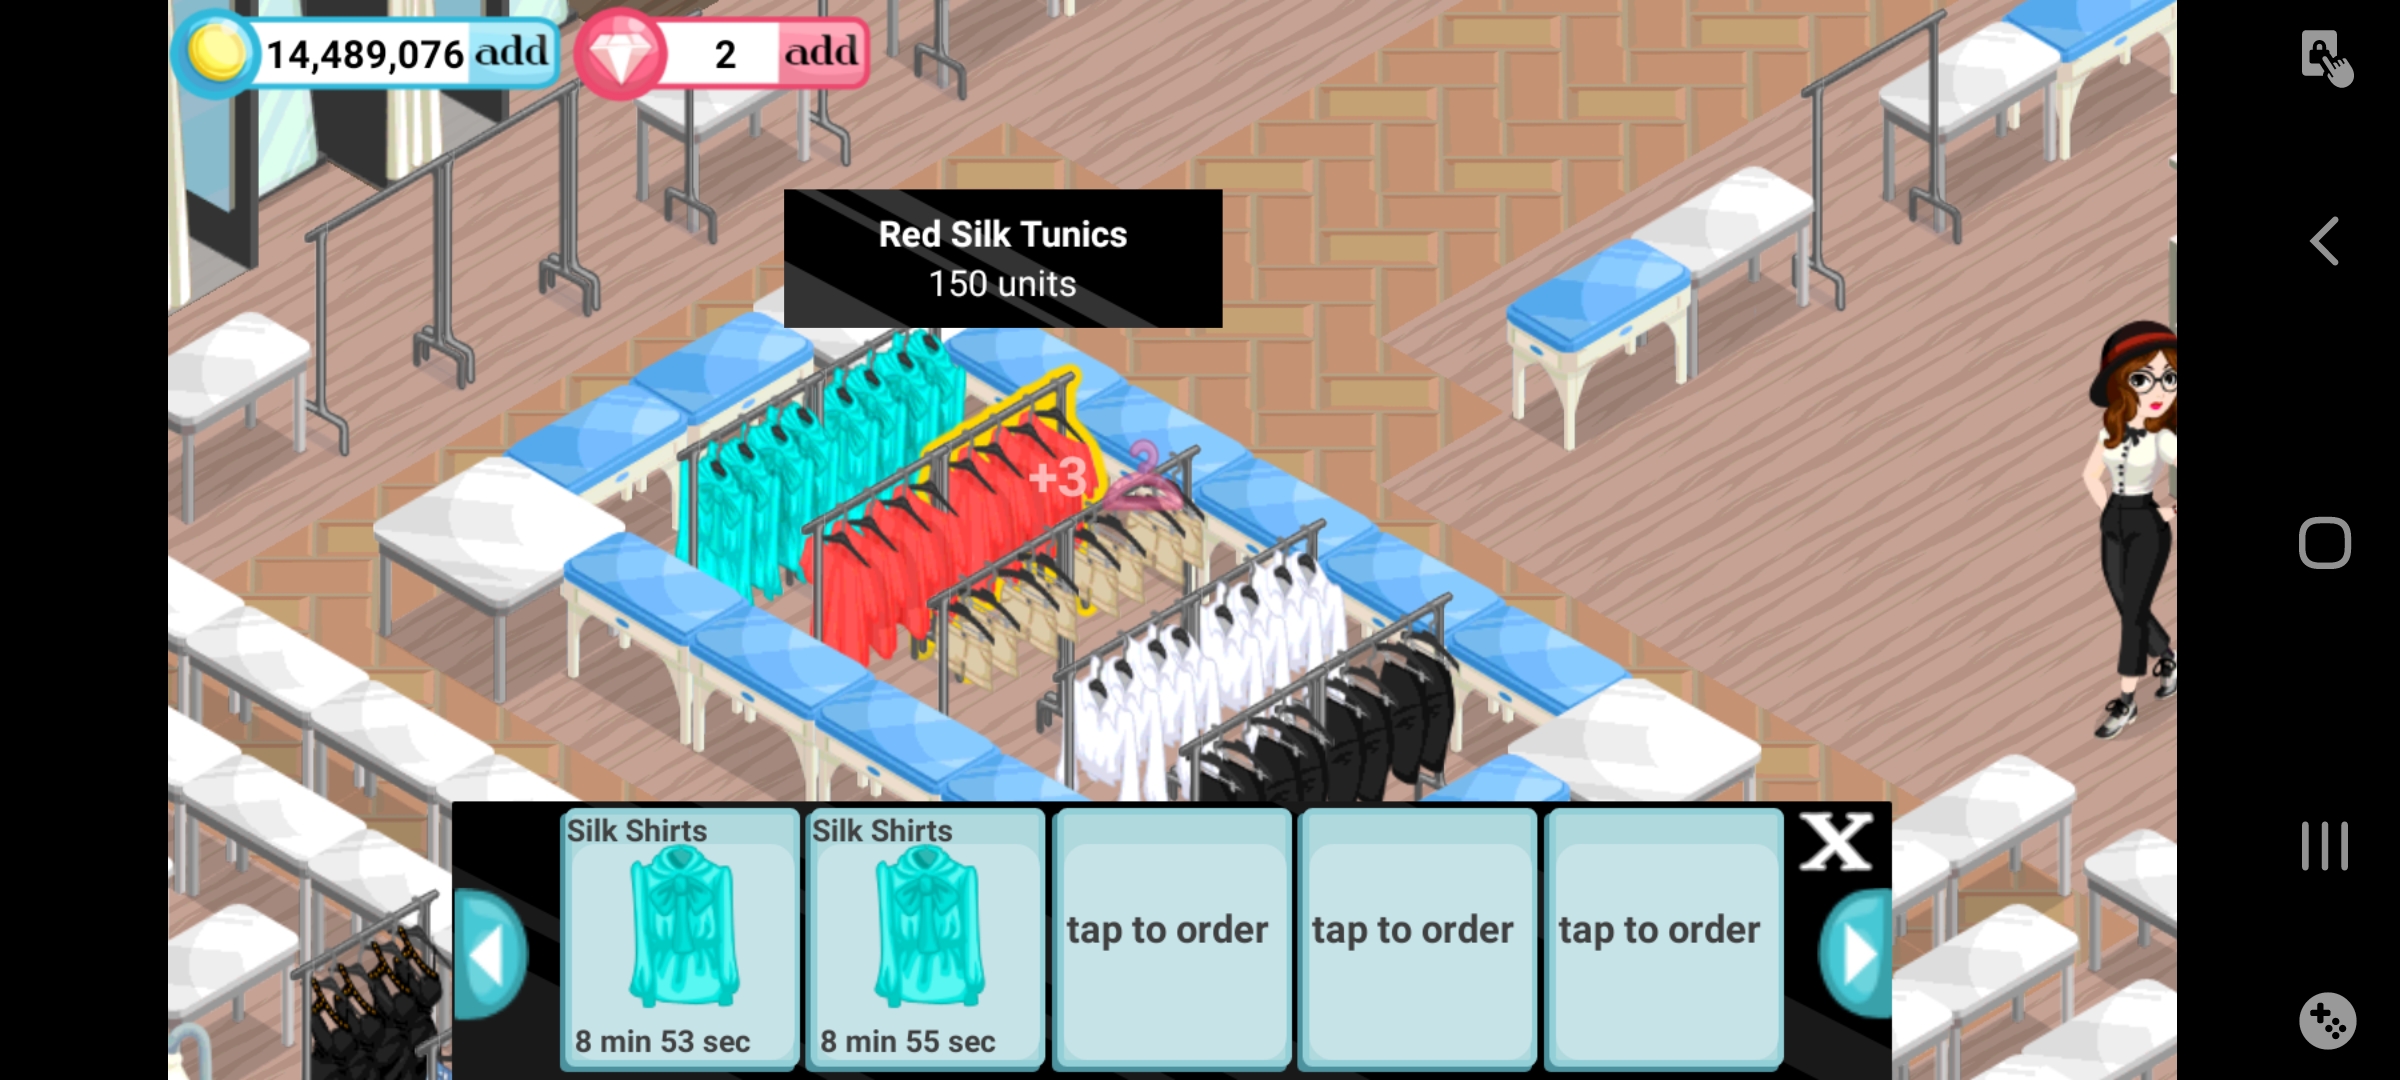 14,489,076 add
2 add
Red Silk Tunics
150 units
+3
Silk Shirts
8 min 53 sec
Silk Shirts
8 min 55 sec
tap to order
tap to order
tap to order
X